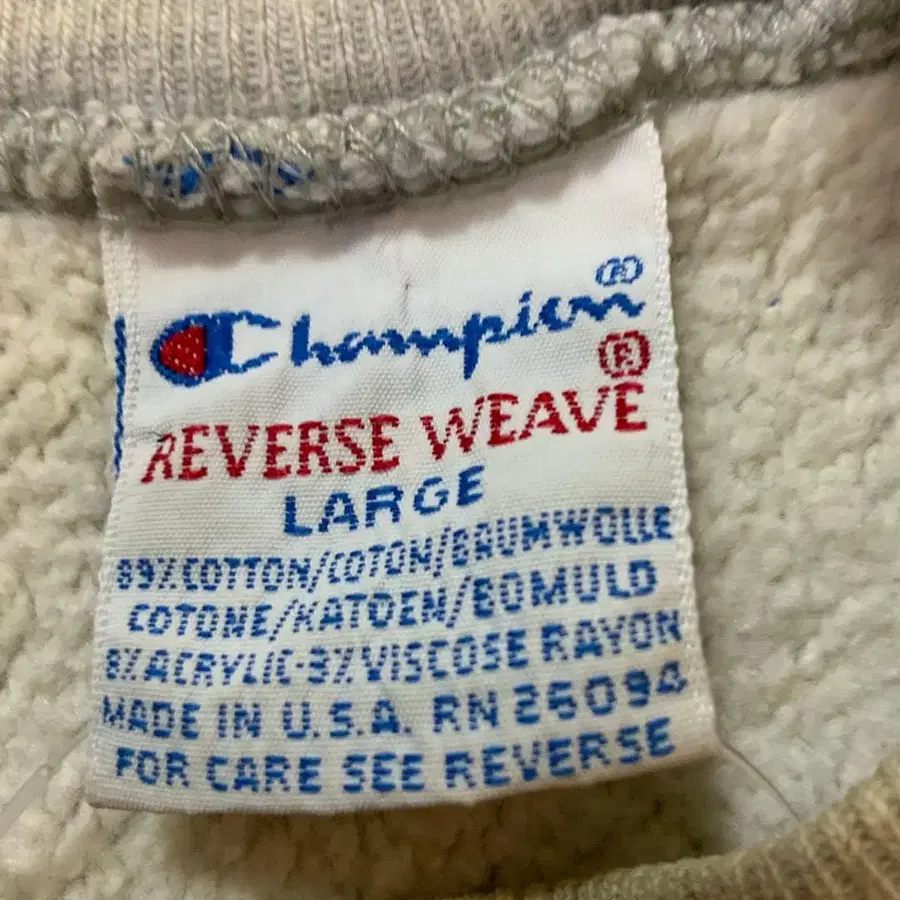 Champion®
®
REVERSE WEAVE
LARGE
89%COTTON/COTON/BAUMWOLLE
COTONE/KATOEN/BOMULD
8%ACRYLIC-3%VISCOSE RAYON
MADE IN U.S.A. RN 26094
FOR CARE SEE REVERSE